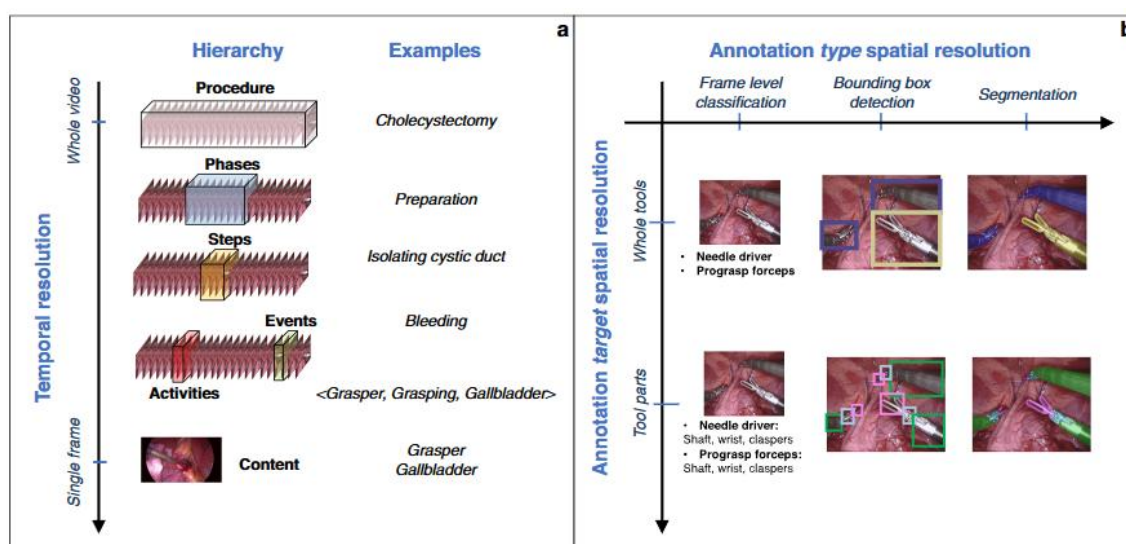 a
Hierarchy
Examples
Temporal resolution
Whole video
Procedure
Cholecystectomy
Phases
Preparation
Steps
Isolating cystic duct
Events
Bleeding
Activities
<Grasper, Grasping, Gallbladder>
Single frame
Content
Grasper
Gallbladder
b
Annotation type spatial resolution
Frame level
classification
Bounding box
detection
Segmentation
Annotation target spatial resolution
Whole tools
• Needle driver
• Prograsp forceps
Tool parts
• Needle driver:
Shaft, wrist, claspers
• Prograsp forceps:
Shaft, wrist, claspers